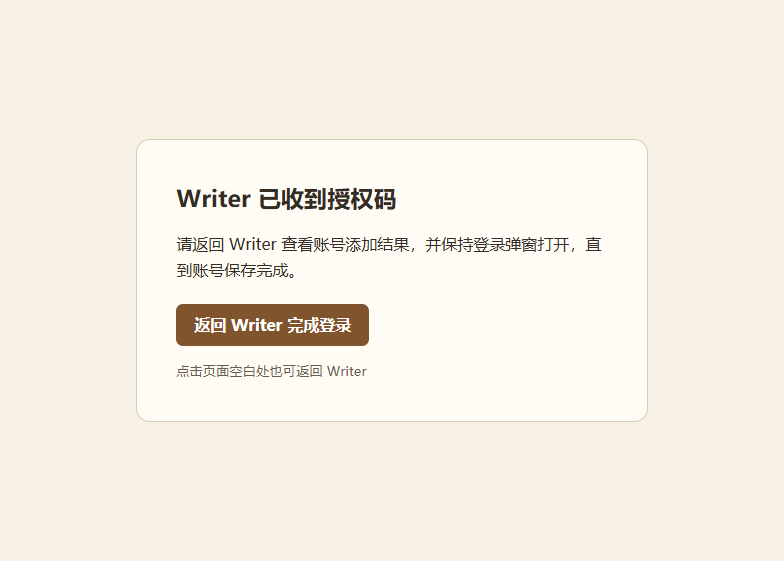 Writer 已收到授权码
请返回 Writer 查看账号添加结果，并保持登录弹窗打开，直
到账号保存完成。
返回 Writer 完成登录
点击页面空白处也可返回 Writer